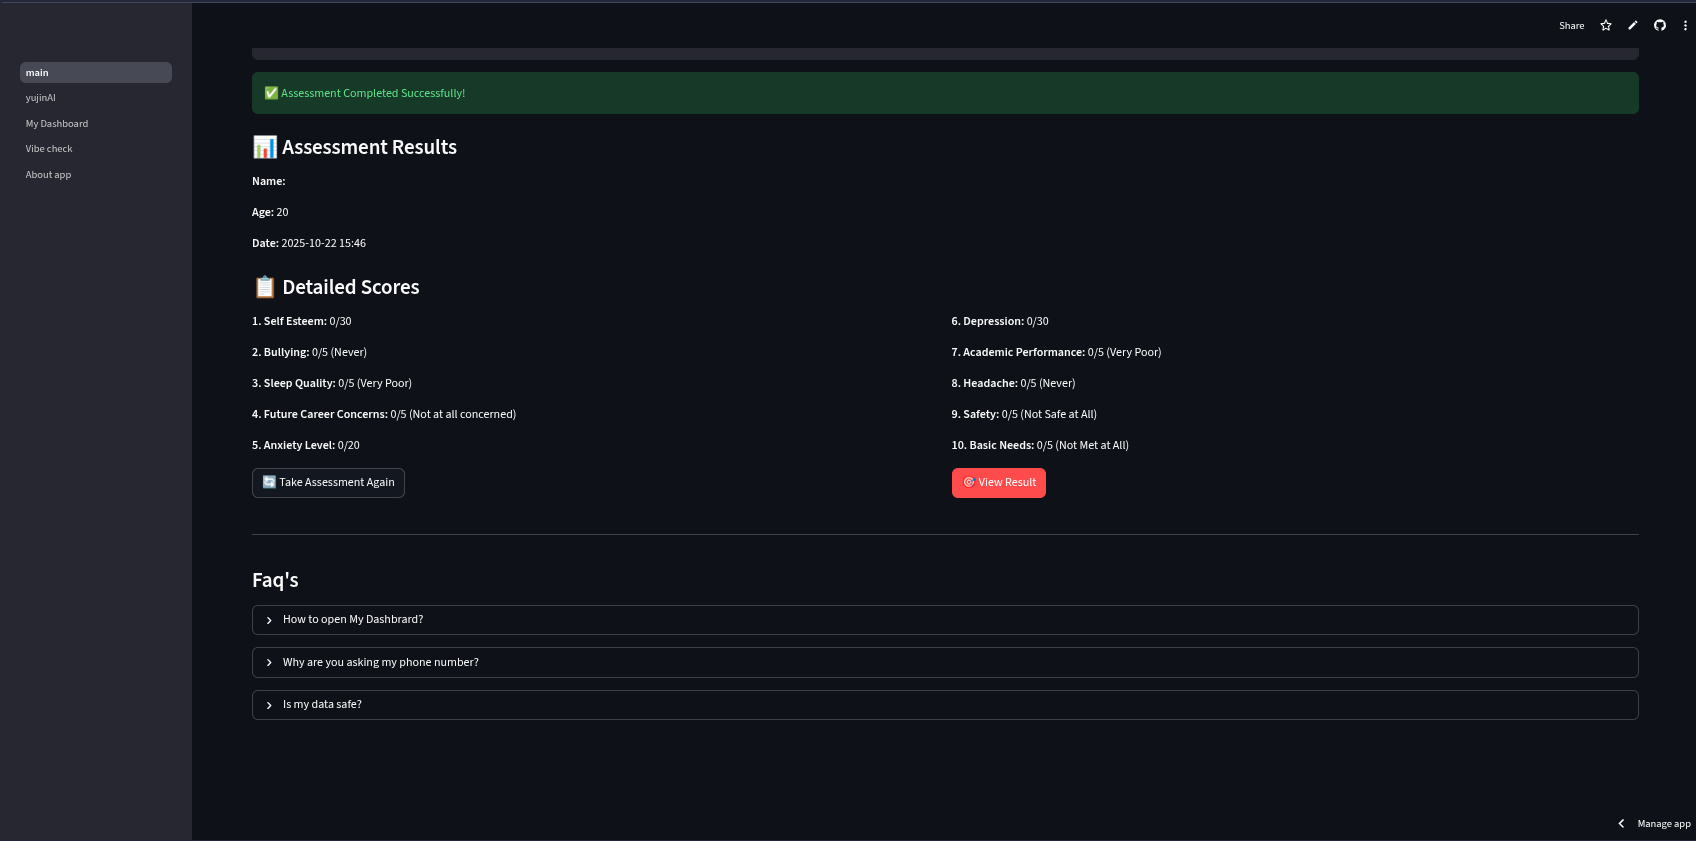 Share
main
yujinAI
My Dashboard
Vibe check
About app
✅ Assessment Completed Successfully!
📊 Assessment Results
Name:
Age: 20
Date: 2025-10-22 15:46
📋 Detailed Scores
1. Self Esteem: 0/30
2. Bullying: 0/5 (Never)
3. Sleep Quality: 0/5 (Very Poor)
4. Future Career Concerns: 0/5 (Not at all concerned)
5. Anxiety Level: 0/20
🔄 Take Assessment Again
6. Depression: 0/30
7. Academic Performance: 0/5 (Very Poor)
8. Headache: 0/5 (Never)
9. Safety: 0/5 (Not Safe at All)
10. Basic Needs: 0/5 (Not Met at All)
🎯 View Result
Faq's
How to open My Dashbrard?
Why are you asking my phone number?
Is my data safe?
Manage app